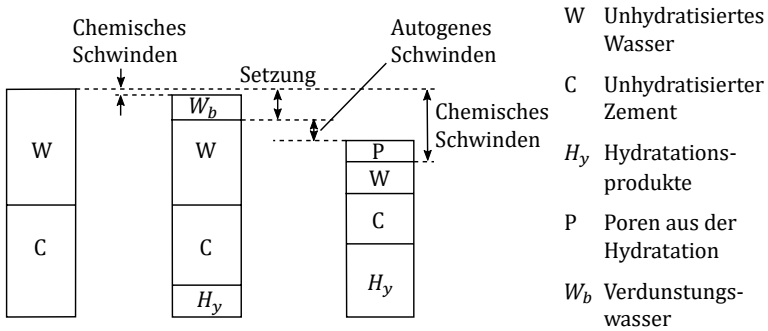 Chemisches
Schwinden
Setzung
Autogenes
Schwinden
Chemisches
Schwinden
W
C
W_b
W
C
H_y
P
W
C
H_y
W Unhydratisiertes
Wasser
C Unhydratisierter
Zement
H_y Hydratations-
produkte
P Poren aus der
Hydratation
W_b Verdunstungs-
wasser